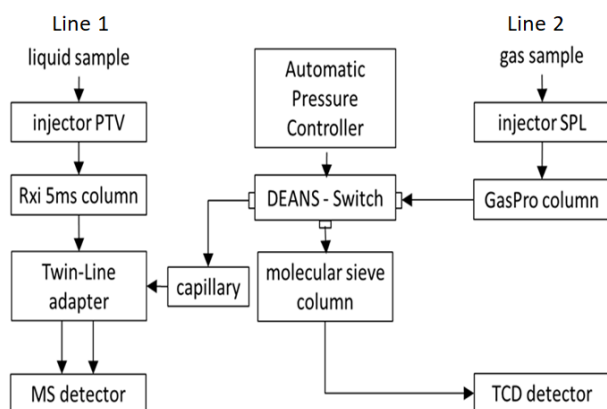 Line 1
Line 2
liquid sample
gas sample
Automatic
Pressure
Controller
injector PTV
injector SPL
Rxi 5ms column
DEANS - Switch
GasPro column
Twin-Line
adapter
capillary
molecular sieve
column
MS detector
TCD detector